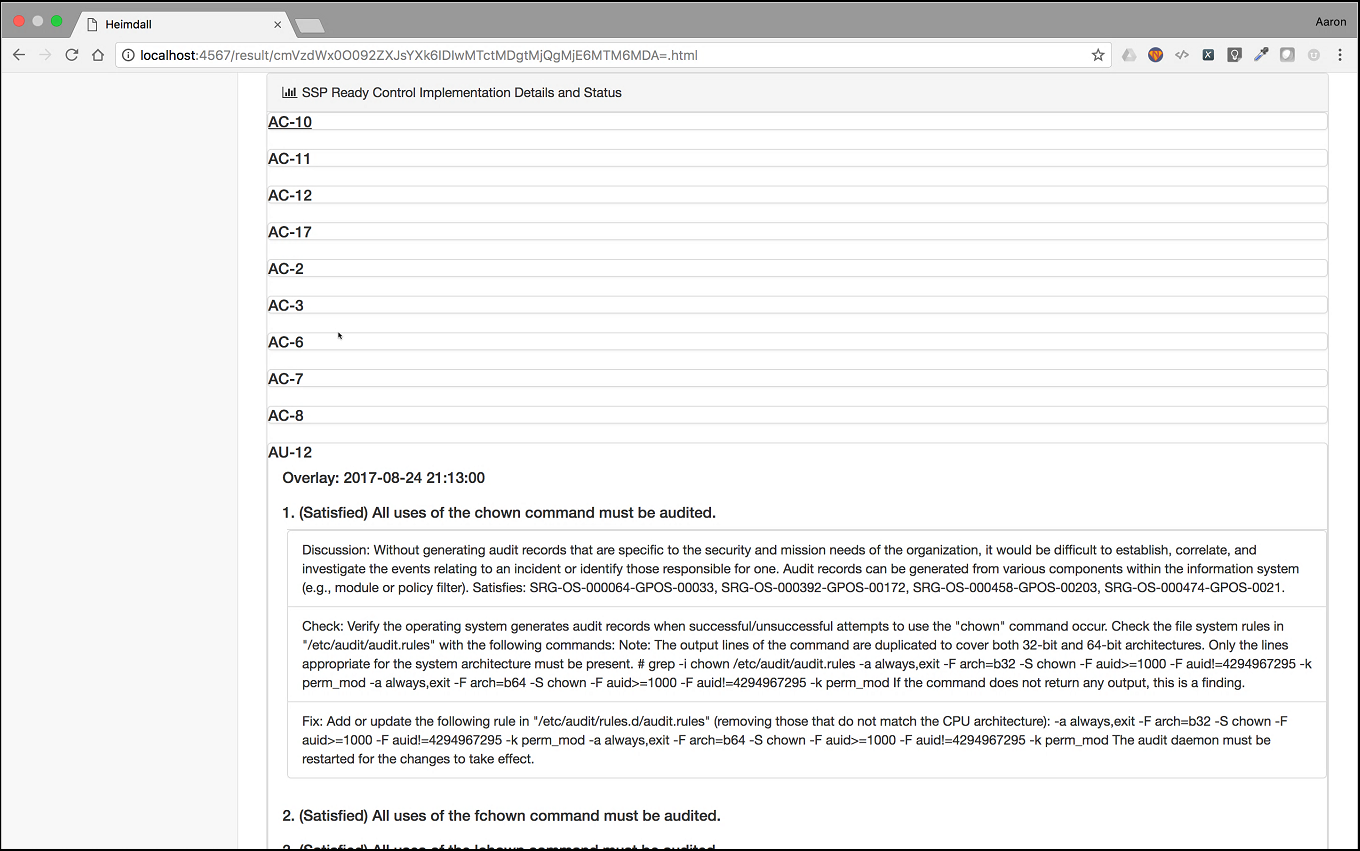 Heimdall
Aaron
localhost:4567/result/cmVzdWx0O092ZXJsYXk6IDIwMTctMDgtMjQgMjE6MTM6MDA=.html
SSP Ready Control Implementation Details and Status
AC-10
AC-11
AC-12
AC-17
AC-2
AC-3
AC-6
AC-7
AC-8
AU-12
Overlay: 2017-08-24 21:13:00
1. (Satisfied) All uses of the chown command must be audited.
Discussion: Without generating audit records that are specific to the security and mission needs of the organization, it would be difficult to establish, correlate, and
investigate the events relating to an incident or identify those responsible for one. Audit records can be generated from various components within the information system
(e.g., module or policy filter). Satisfies: SRG-OS-000064-GPOS-00033, SRG-OS-000392-GPOS-00172, SRG-OS-000458-GPOS-00203, SRG-OS-000474-GPOS-0021.
Check: Verify the operating system generates audit records when successful/unsuccessful attempts to use the "chown" command occur. Check the file system rules in
"/etc/audit/audit.rules" with the following commands: Note: The output lines of the command are duplicated to cover both 32-bit and 64-bit architectures. Only the lines
appropriate for the system architecture must be present. # grep -i chown /etc/audit/audit.rules -a always,exit -F arch=b32 -S chown -F auid>=1000 -F auid!=4294967295 -k
perm_mod -a always,exit -F arch=b64 -S chown -F auid>=1000 -F auid!=4294967295 -k perm_mod If the command does not return any output, this is a finding.
Fix: Add or update the following rule in "/etc/audit/rules.d/audit.rules" (removing those that do not match the CPU architecture): -a always,exit -F arch=b32 -S chown -F
auid>=1000 -F auid!=4294967295 -k perm_mod -a always,exit -F arch=b64 -S chown -F auid>=1000 -F auid!=4294967295 -k perm_mod The audit daemon must be
restarted for the changes to take effect.
2. (Satisfied) All uses of the fchown command must be audited.
3. (Satisfied) All uses of the lchown command must be audited.